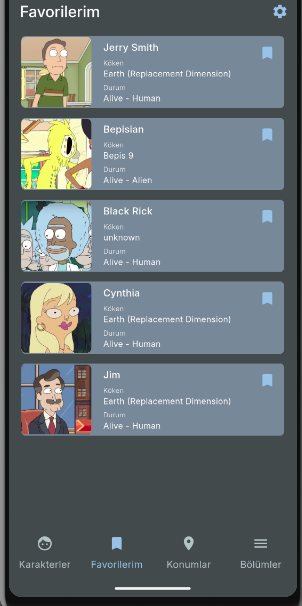 Favorilerim
Jerry Smith
Köken
Earth (Replacement Dimension)
Durum
Alive - Human
Bepisian
Köken
Bepis 9
Durum
Alive - Alien
Black Rick
Köken
unknown
Durum
Alive - Human
Cynthia
Köken
Earth (Replacement Dimension)
Durum
Alive - Human
Jim
Köken
Earth (Replacement Dimension)
Durum
Alive - Human
Karakterler Favorilerim Konumlar Bölümler